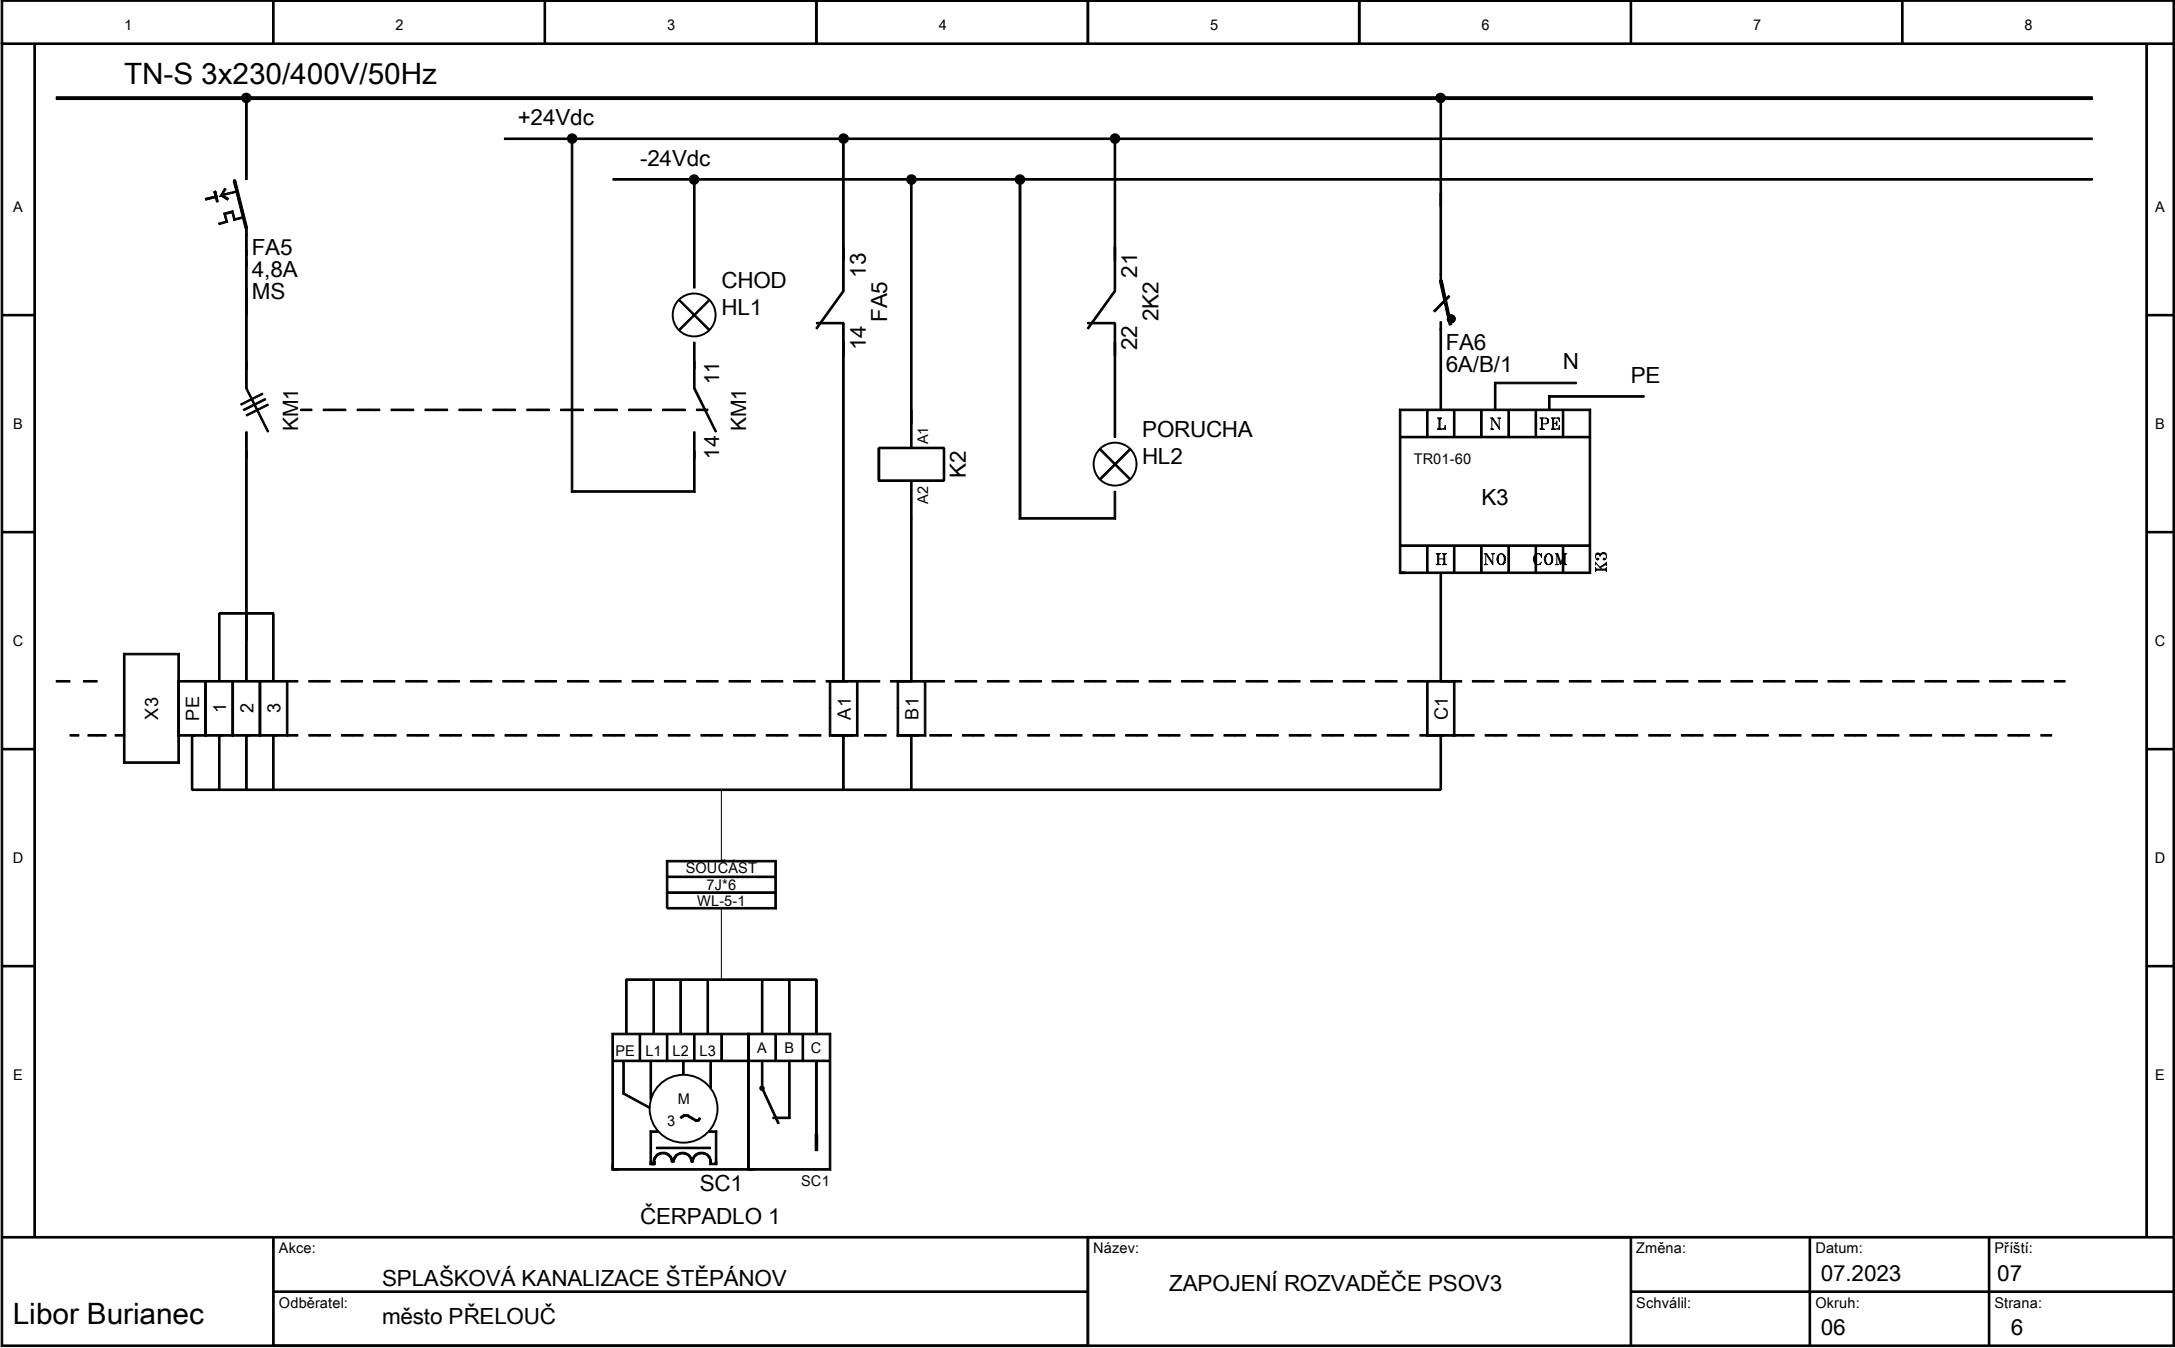 1 2 3 4 5 6 7 8
TN-S 3x230/400V/50Hz
+24Vdc
-24Vdc
A
A
FA5
4,8A
MS
CHOD
HL1
13
FA5
14
21
2K2
22
FA6
6A/B/1
N
PE
B
B
KM1
11
KM1
14
A1
K2
A2
PORUCHA
HL2
L N PE
TR01-60
K3
H NO COM
K3
C
C
X3
PE 1 2 3
A1
B1
C1
D
D
SOUČÁST
7J*6
WL-5-1
E
E
PE L1 L2 L3 A B C
M
3
SC1
SC1
ČERPADLO 1
Libor Burianec
Akce:
SPLAŠKOVÁ KANALIZACE ŠTĚPÁNOV
Odběratel:
město PŘELOUČ
Název:
ZAPOJENÍ ROZVADĚČE PSOV3
Změna:
Schválil:
Datum:
07.2023
Okruh:
06
Příští:
07
Strana:
6